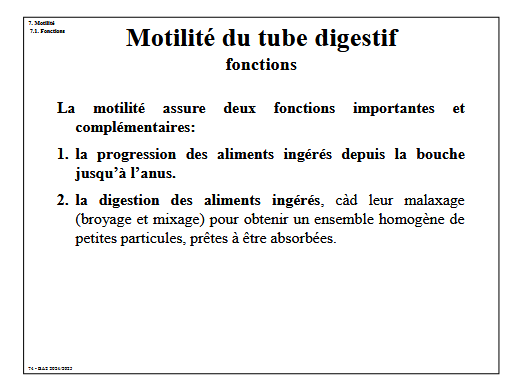 7. Motilité
7.1. Fonctions
Motilité du tube digestif
fonctions
La motilité assure deux fonctions importantes et
complémentaires:
1. la progression des aliments ingérés depuis la bouche
jusqu'à l'anus.
2. la digestion des aliments ingérés, càd leur malaxage
(broyage et mixage) pour obtenir un ensemble homogène de
petites particules, prêtes à être absorbées.
74 - BA2 2024/2025